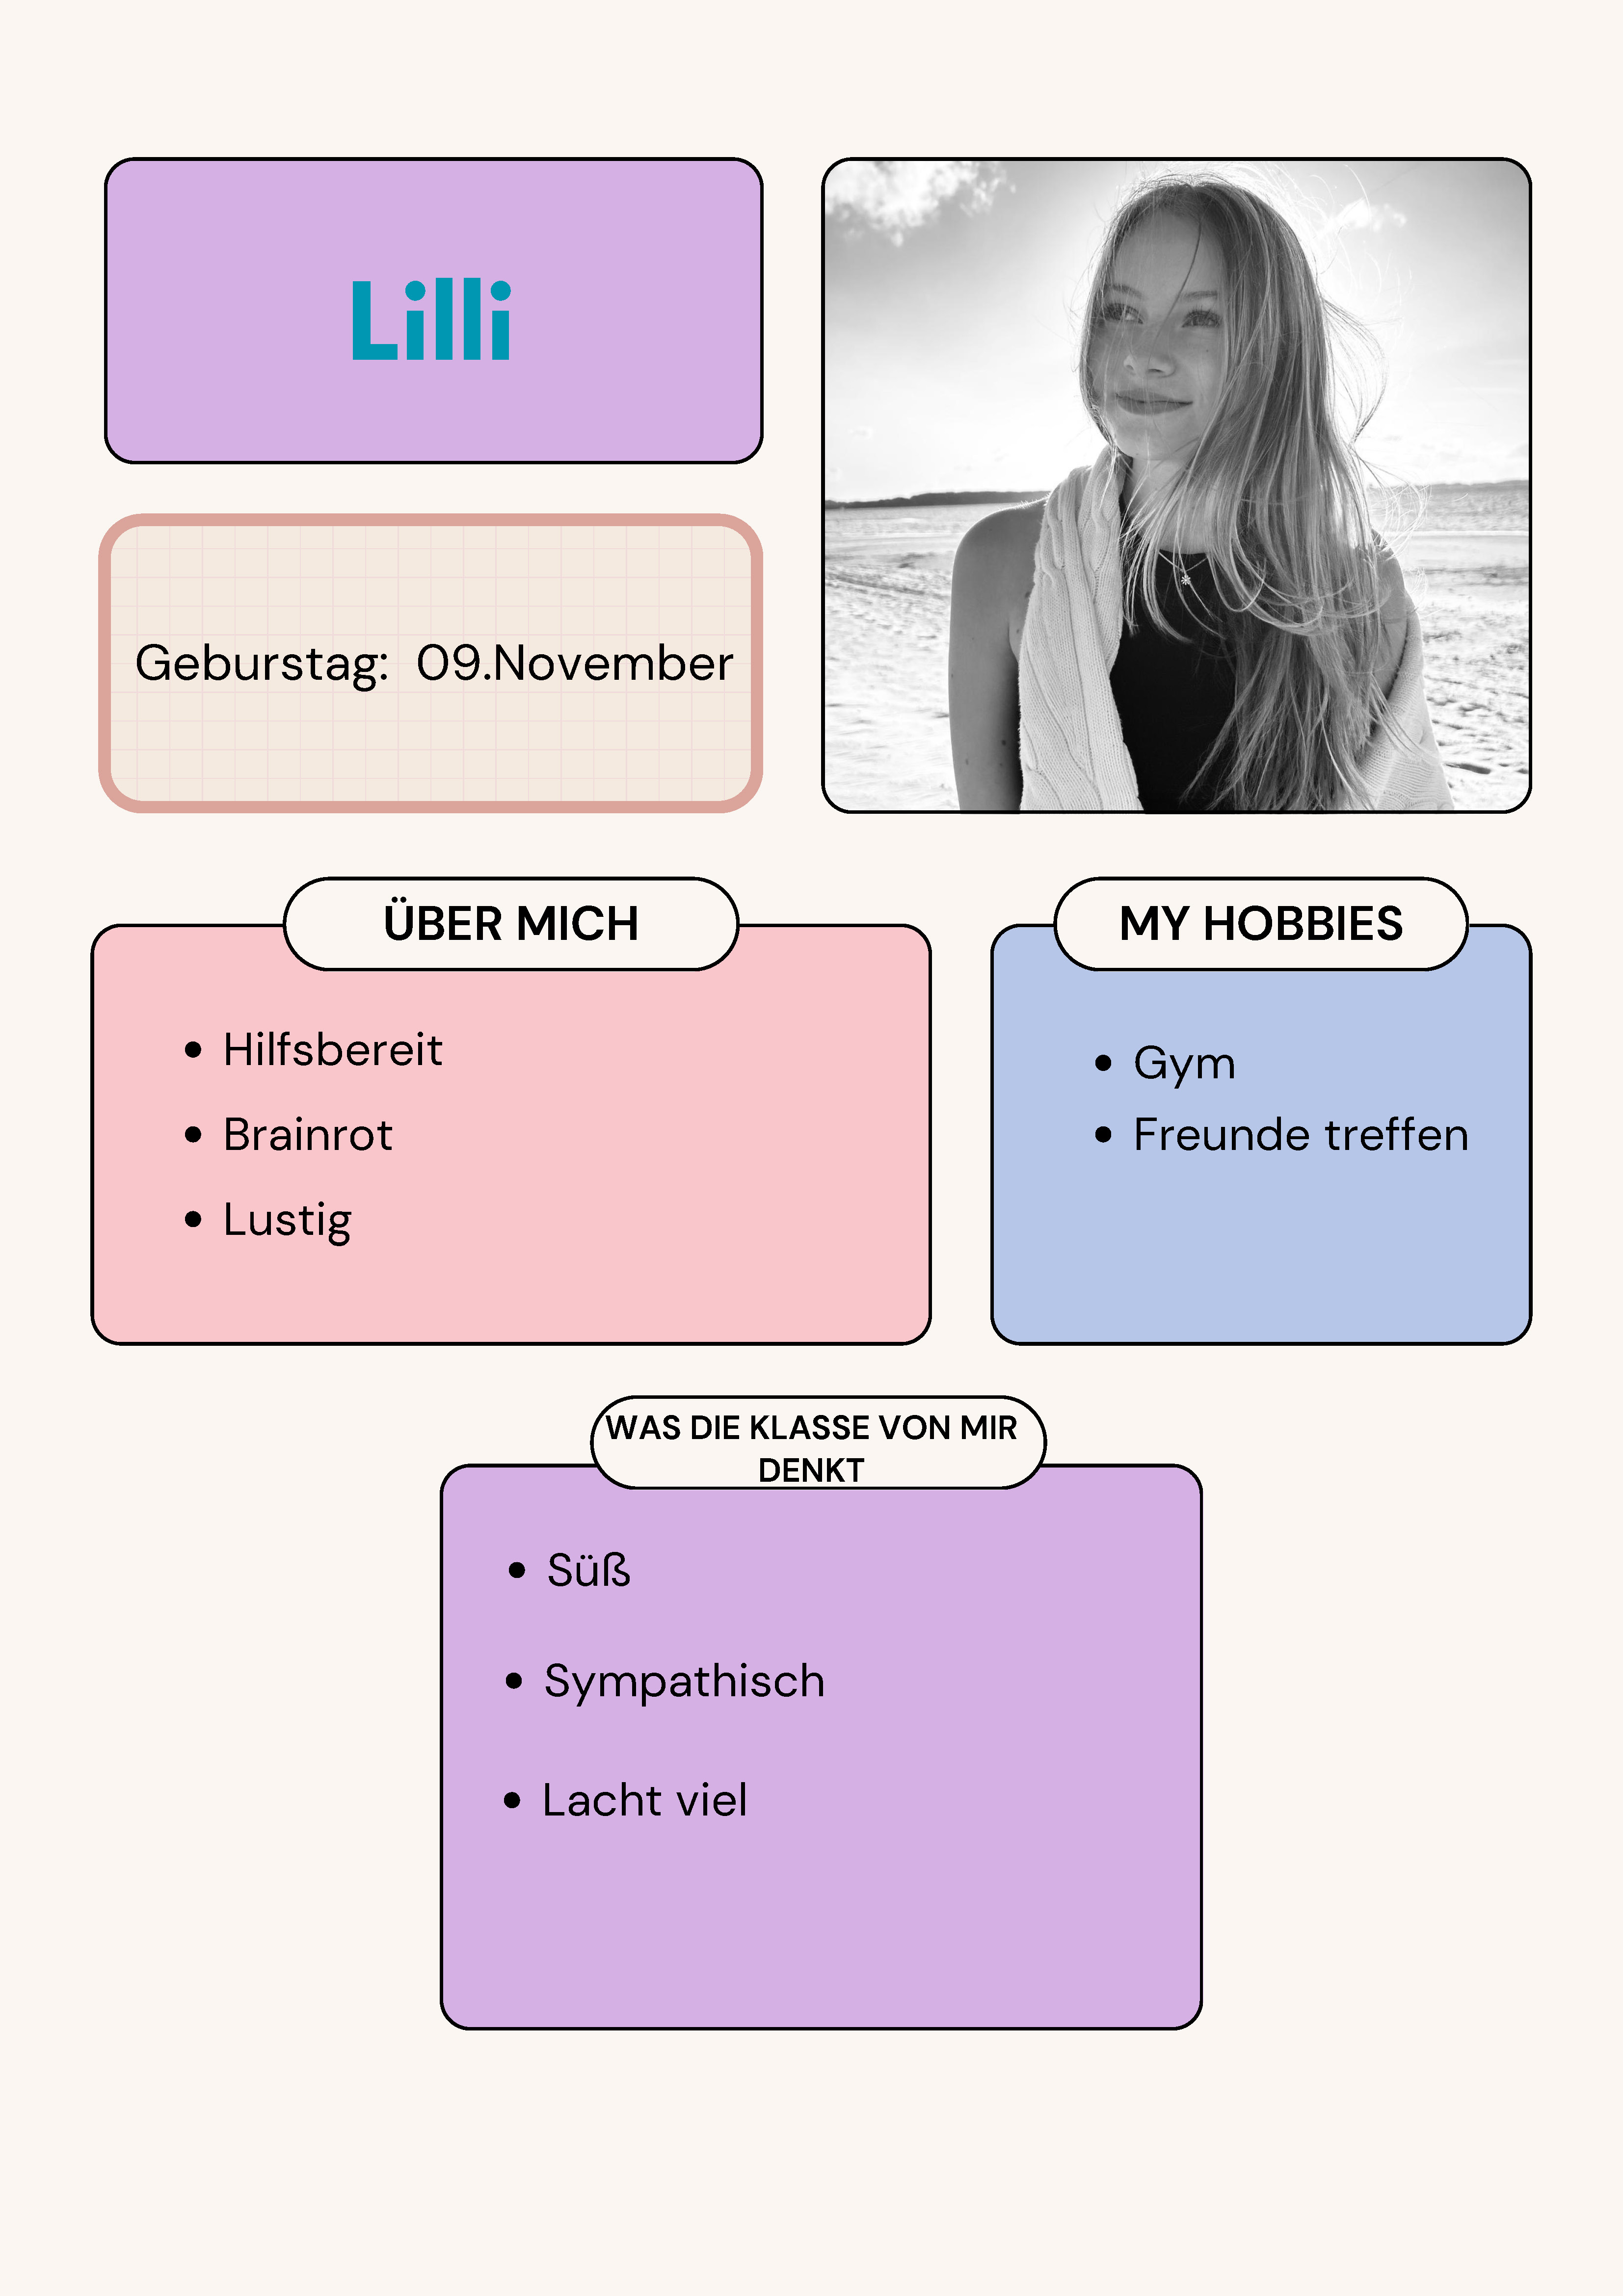 Lilli
Geburstag:  09.November
ÜBER MICH
• Hilfsbereit
• Brainrot
• Lustig
MY HOBBIES
• Gym
• Freunde treffen
WAS DIE KLASSE VON MIR
DENKT
• Süß
• Sympathisch
• Lacht viel